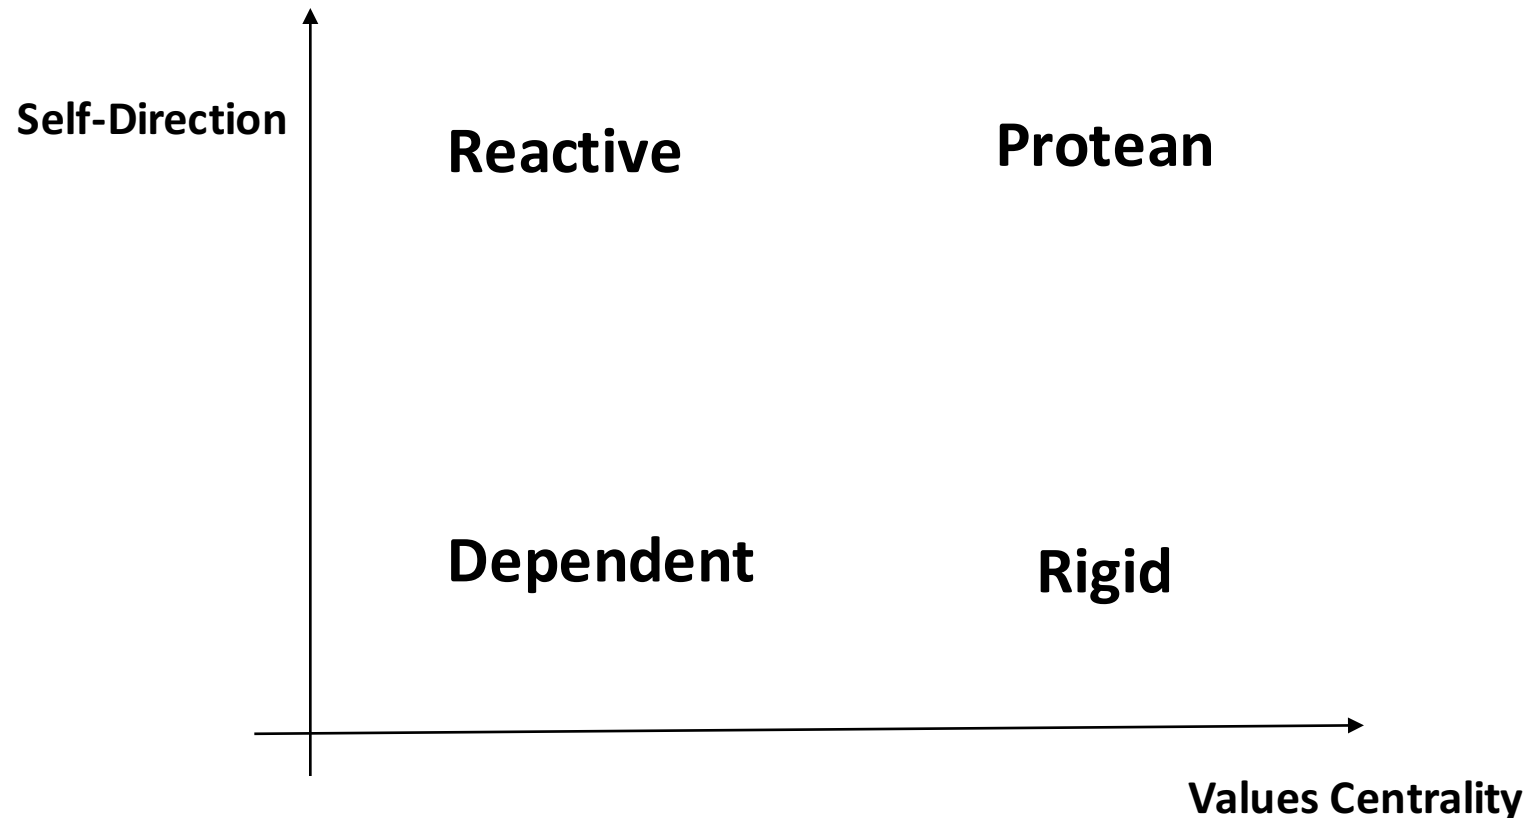 Self-Direction
Reactive
Protean
Dependent
Rigid
Values Centrality